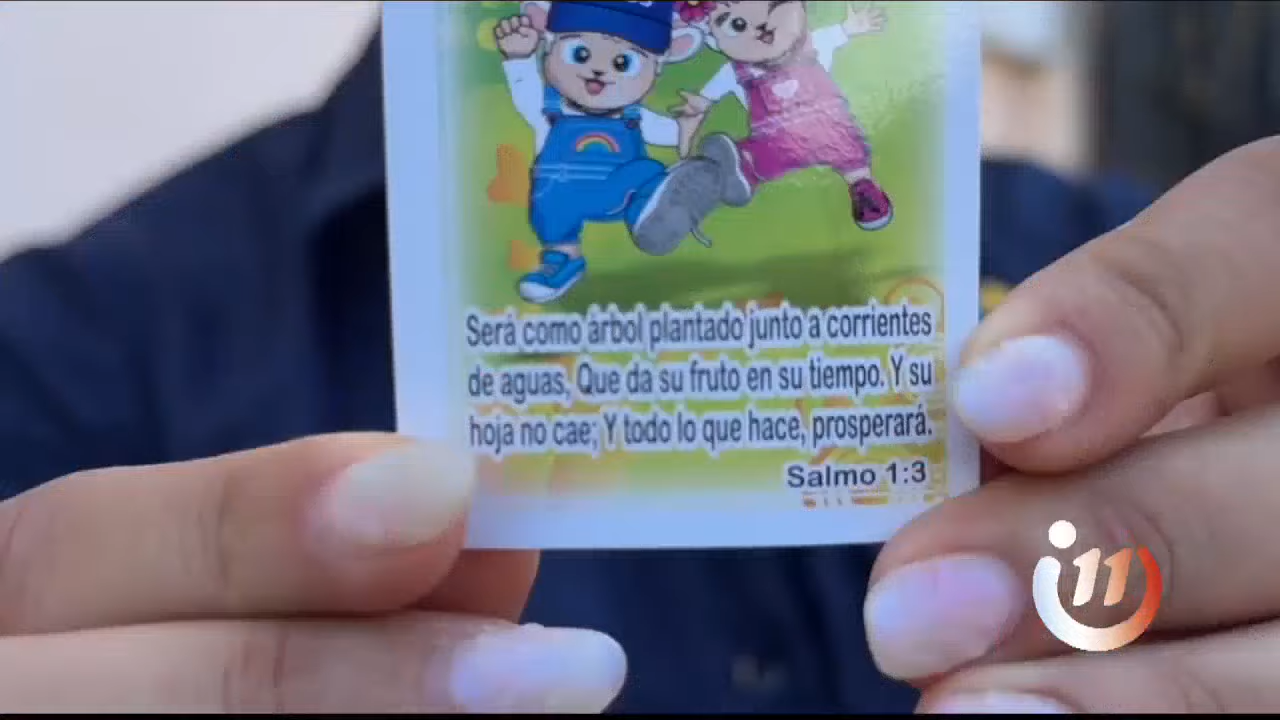 Será como árbol plantado junto a corrientes
de aguas, Que da su fruto en su tiempo. Y su
hoja no cae; Y todo lo que hace, prosperará.
Salmo 1:3
i11